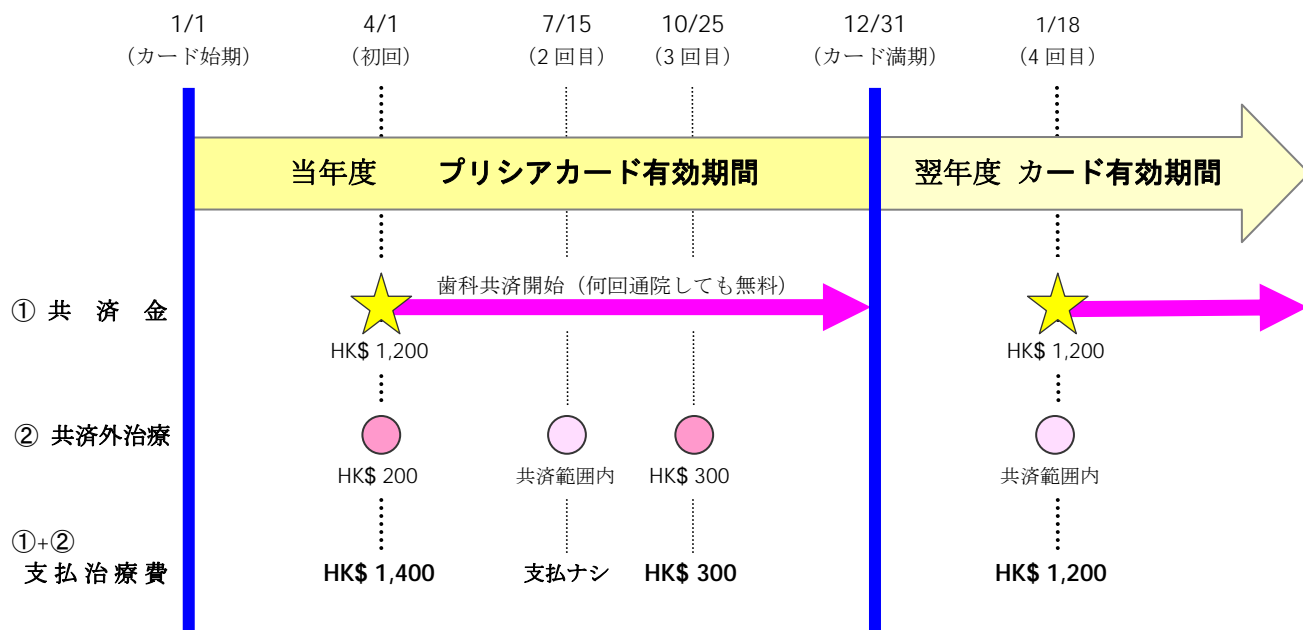 1/1 4/1 7/15 10/25 12/31 1/18
（カード始期） （初回） （2 回目） （3 回目） （カード満期） （4 回目）
当年度 プリシアカード有効期間 翌年度 カード有効期間
歯科共済開始（何回通院しても無料）
① 共 済 金
HK$ 1,200 HK$ 1,200
② 共済外治療
HK$ 200 共済範囲内 HK$ 300 共済範囲内
①+②
支 払 治 療 費 HK$ 1,400 支払ナシ HK$ 300 HK$ 1,200